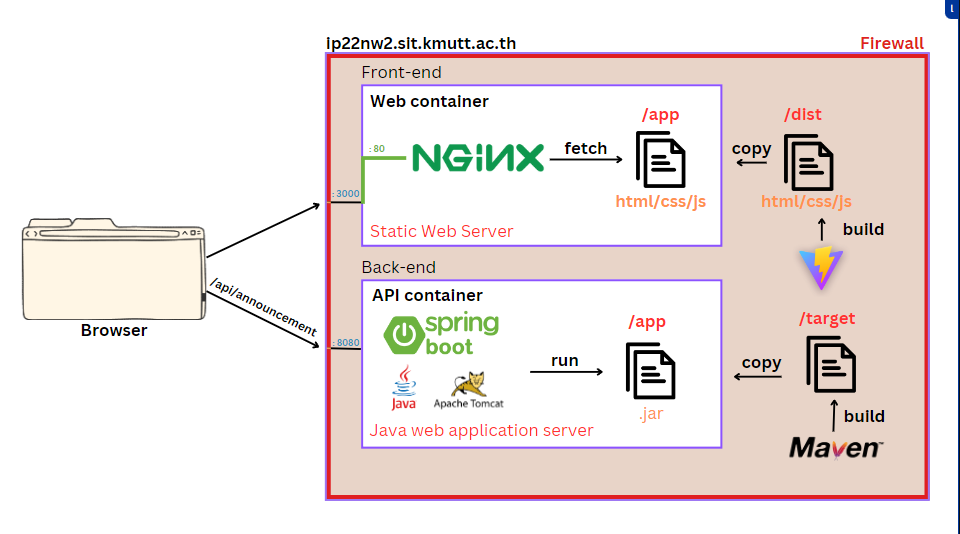 ip22nw2.sit.kmutt.ac.th
Firewall
Front-end
Web container
:80
NGINX
fetch
/app
html/css/js
copy
/dist
html/css/js
:3000
Static Web Server
build
Back-end
API container
spring
boot
Java
Apache Tomcat
run
/app
.jar
copy
/target
:8080
Java web application server
build
Maven™
/api/announcement
Browser